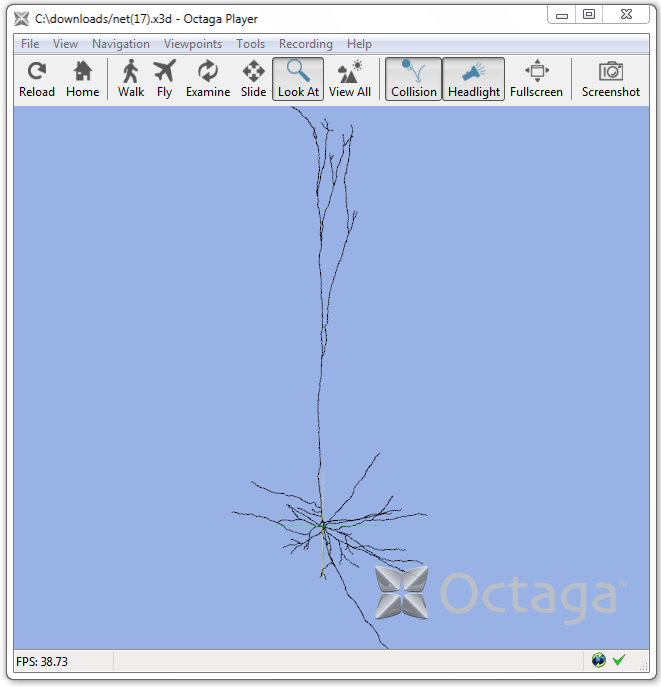 C:\downloads/net(17).x3d - Octaga Player
File View Navigation Viewpoints Tools Recording Help
Reload Home Walk Fly Examine Slide Look At View All Collision Headlight Fullscreen Screenshot
Octaga™
FPS: 38.73